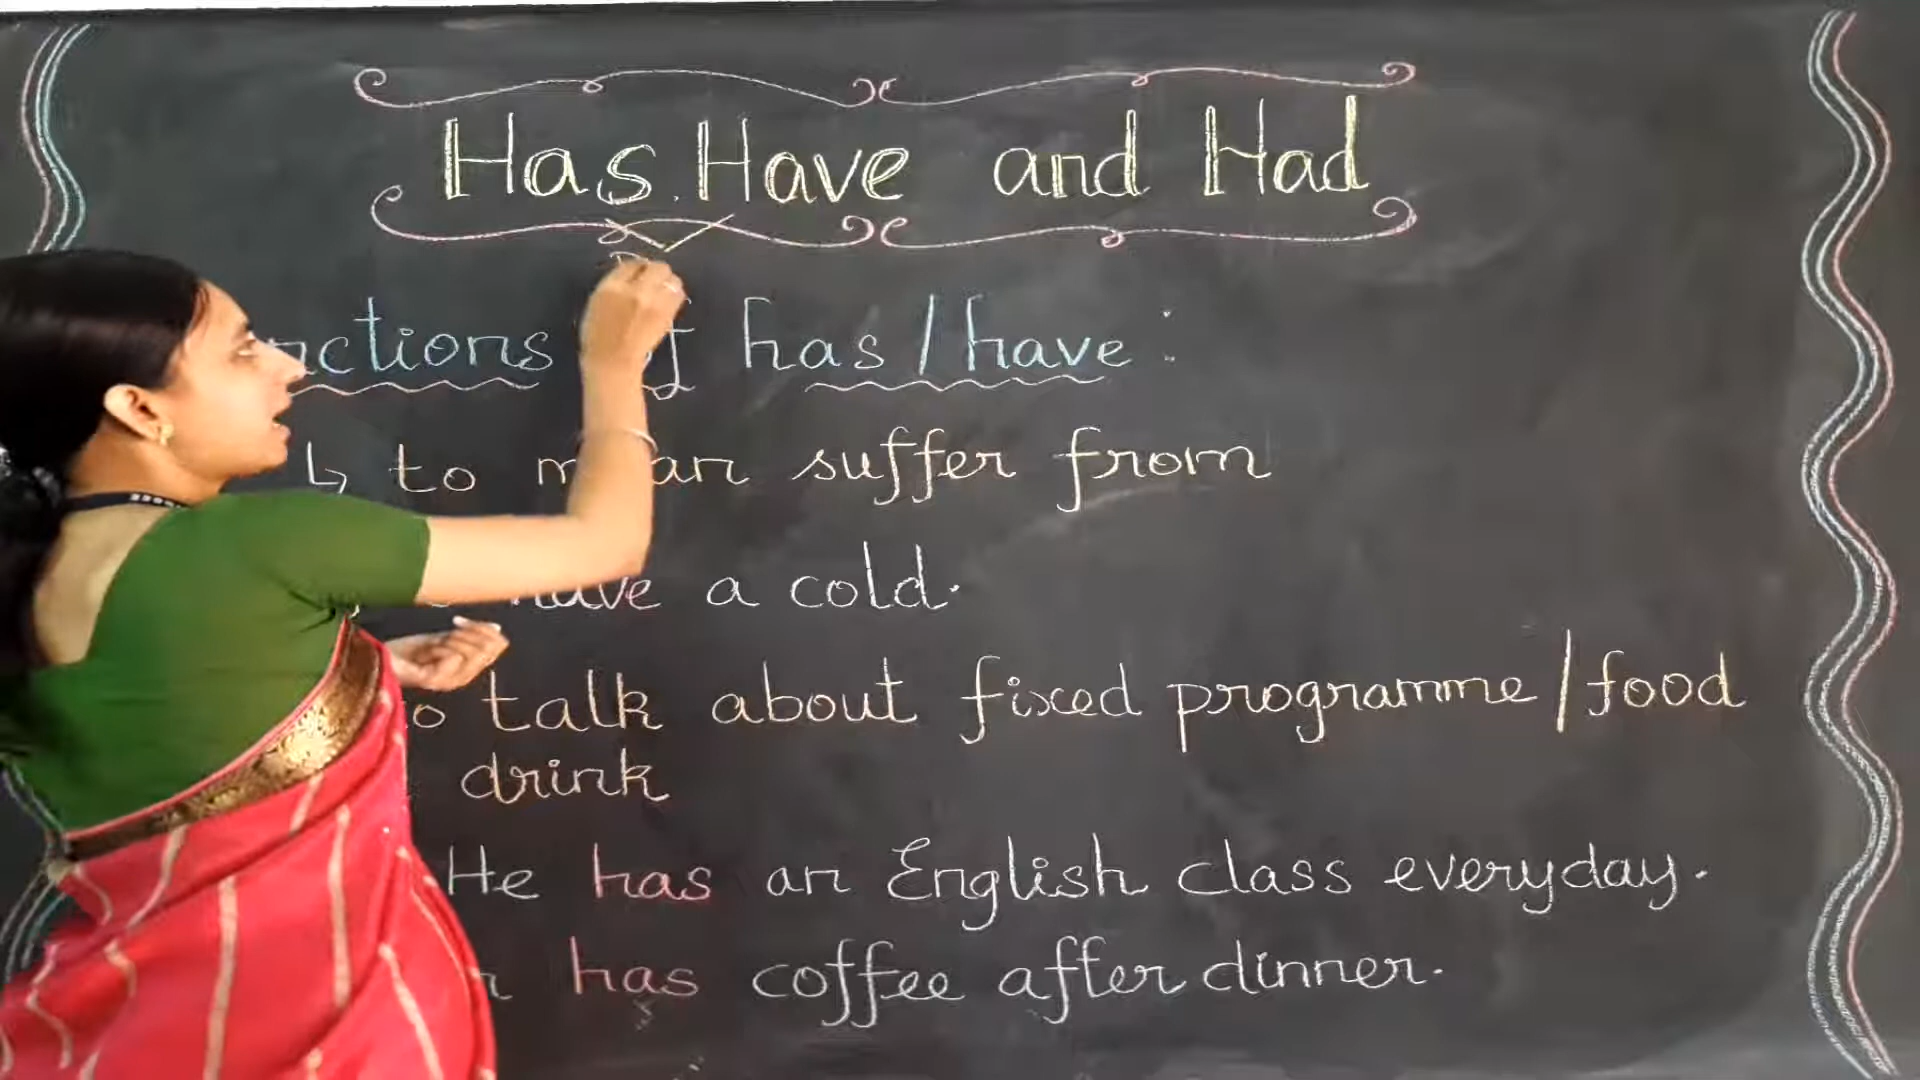 Has, Have and Had
has/have:
↳ to suffer from
have a cold.
talk about fixed programme/food
drink
He has an English class everyday.
has coffee after dinner.